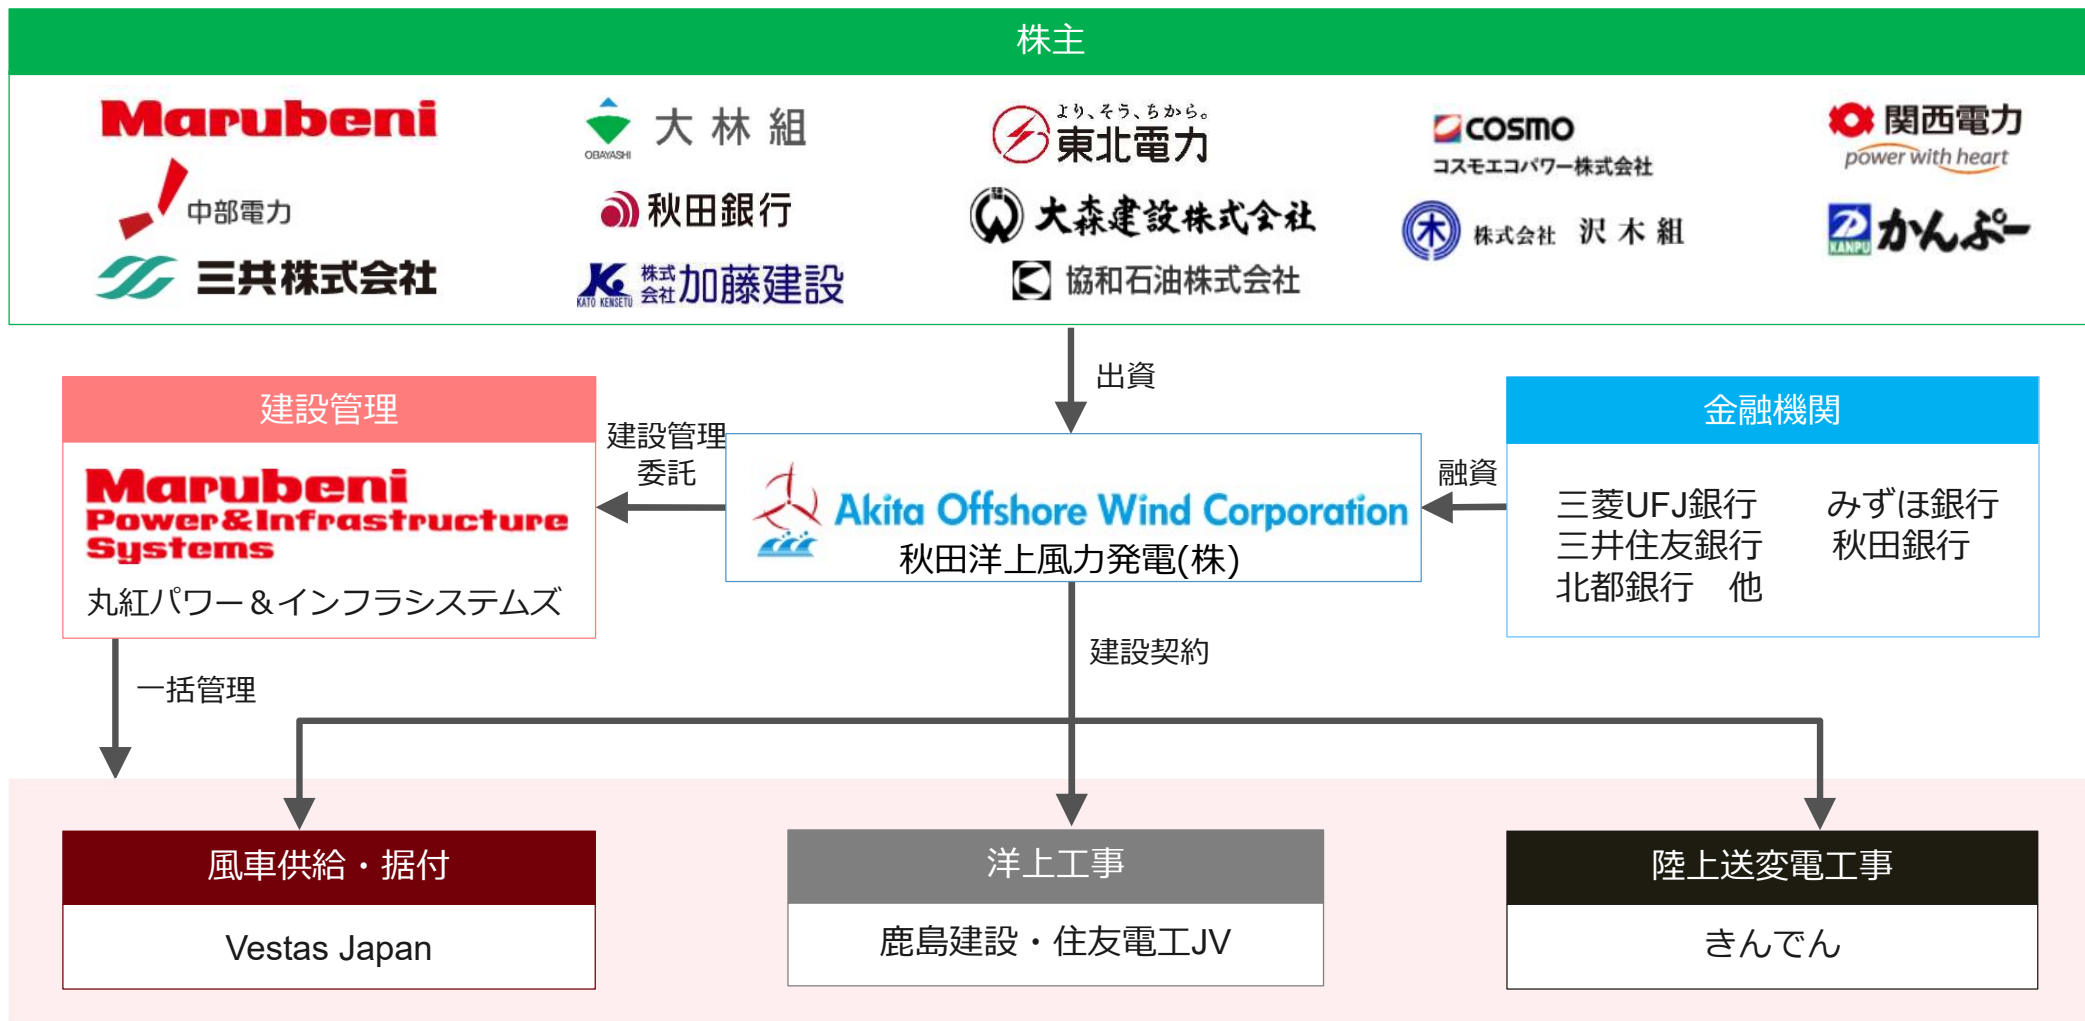 株主
Marubeni
大林組
OBAYASHI
より、そう、ちから。
東北電力
COSMO
コスモエコパワー株式会社
関西電力
power with heart
中部電力
秋田銀行
大森建設株式会社
株式会社 沢木組
KANPU
かんぷー
三共株式会社
KATO KENSETU
株式会社
加藤建設
協和石油株式会社
出資
建設管理
Marubeni
Power&Infrastructure
Systems
丸紅パワー&インフラシステムズ
建設管理
委託
Akita Offshore Wind Corporation
秋田洋上風力発電(株)
融資
金融機関
三菱UFJ銀行 みずほ銀行
三井住友銀行 秋田銀行
北都銀行 他
一括管理
建設契約
風車供給・据付
Vestas Japan
洋上工事
鹿島建設・住友電工JV
陸上送変電工事
きんでん